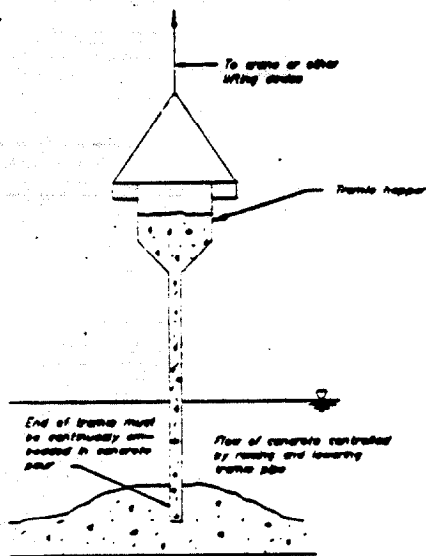 To crane or other
lifting device
Tremie hopper
End of tremie must
be continuously em-
bedded in concrete
pour
Flow of concrete controlled
by raising and lowering
tremie pipe